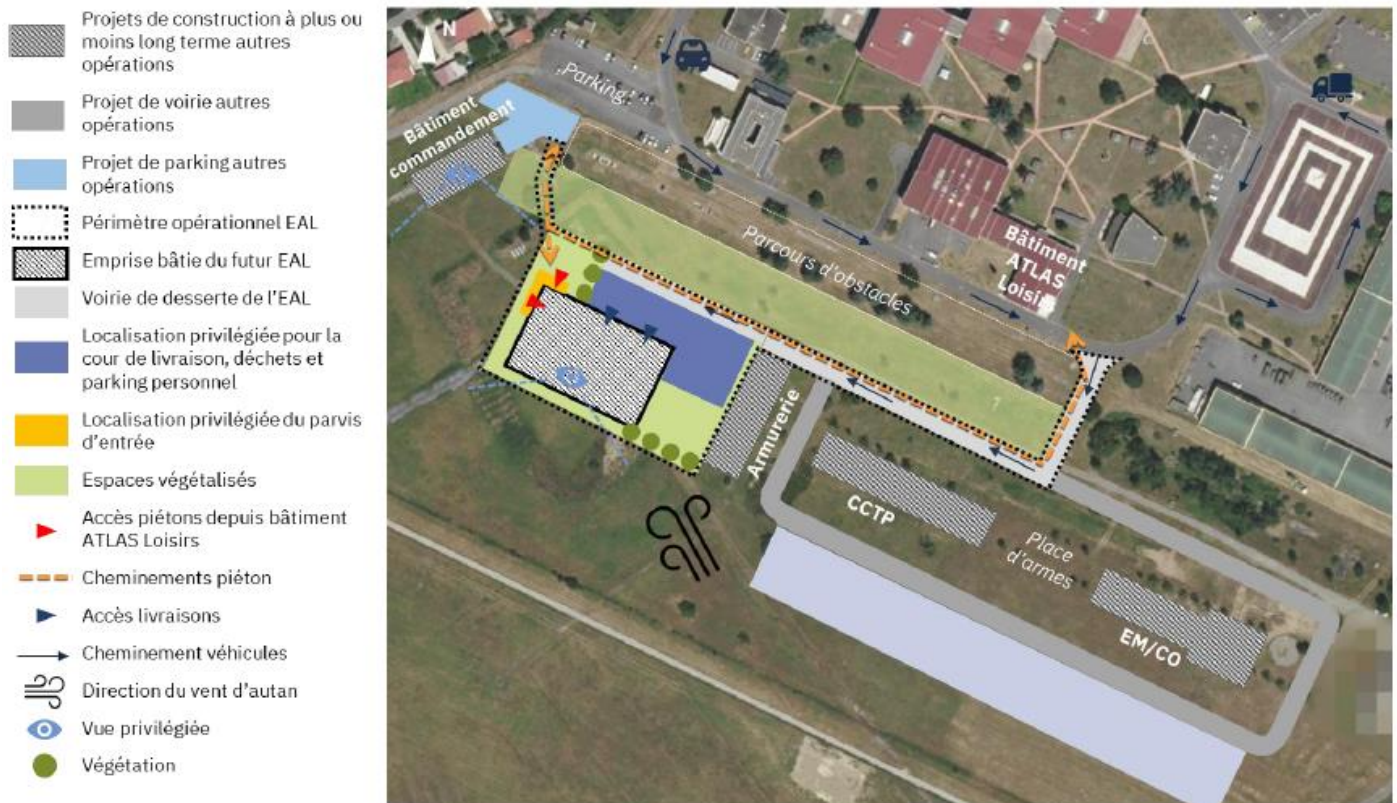 Projets de construction à plus ou
moins long terme autres
opérations
Projet de voirie autres
opérations
Projet de parking autres
opérations
Périmètre opérationnel EAL
Emprise bâtie du futur EAL
Voirie de desserte de l'EAL
Localisation privilégiée pour la
cour de livraison, déchets et
parking personnel
Localisation privilégiée du parvis
d'entrée
Espaces végétalisés
Accès piétons depuis bâtiment
ATLAS Loisirs
Cheminements piéton
Accès livraisons
Cheminement véhicules
Direction du vent d'autan
Vue privilégiée
Végétation
N
Parking
Bâtiment
commandement
Parcours d'obstacles
Bâtiment
ATLAS
Loisirs
Armurerie
CCTP
Place
d'armes
EM/CO